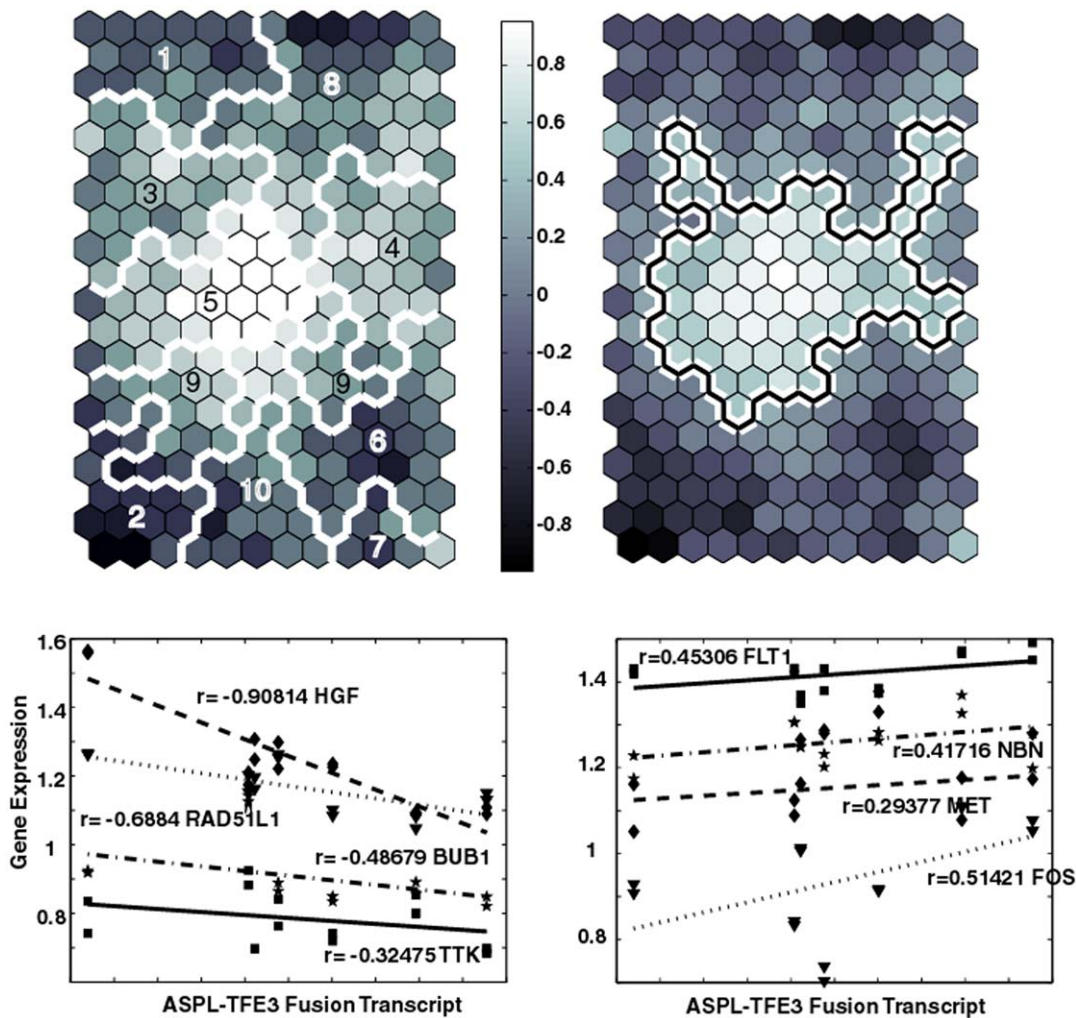 1
8
3
4
5
9
9
6
10
2
7
0.8
0.6
0.4
0.2
0
-0.2
-0.4
-0.6
-0.8
Gene Expression
1.6
1.4
1.2
1
0.8
r= -0.90814 HGF
r= -0.6884 RAD51L1
r= -0.48679 BUB1
r= -0.32475 TTK
ASPL-TFE3 Fusion Transcript
1.4
1.2
1
0.8
r=0.45306 FLT1
r=0.41716 NBN
r=0.29377 MET
r=0.51421 FOS
ASPL-TFE3 Fusion Transcript